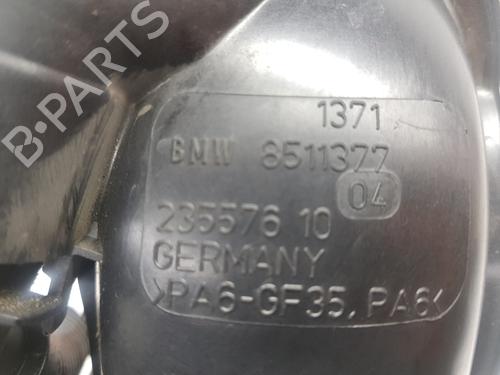 1371
BMW 8511377
04
235576 10
GERMANY
>PA6-GF35, PA6<
B-PARTS